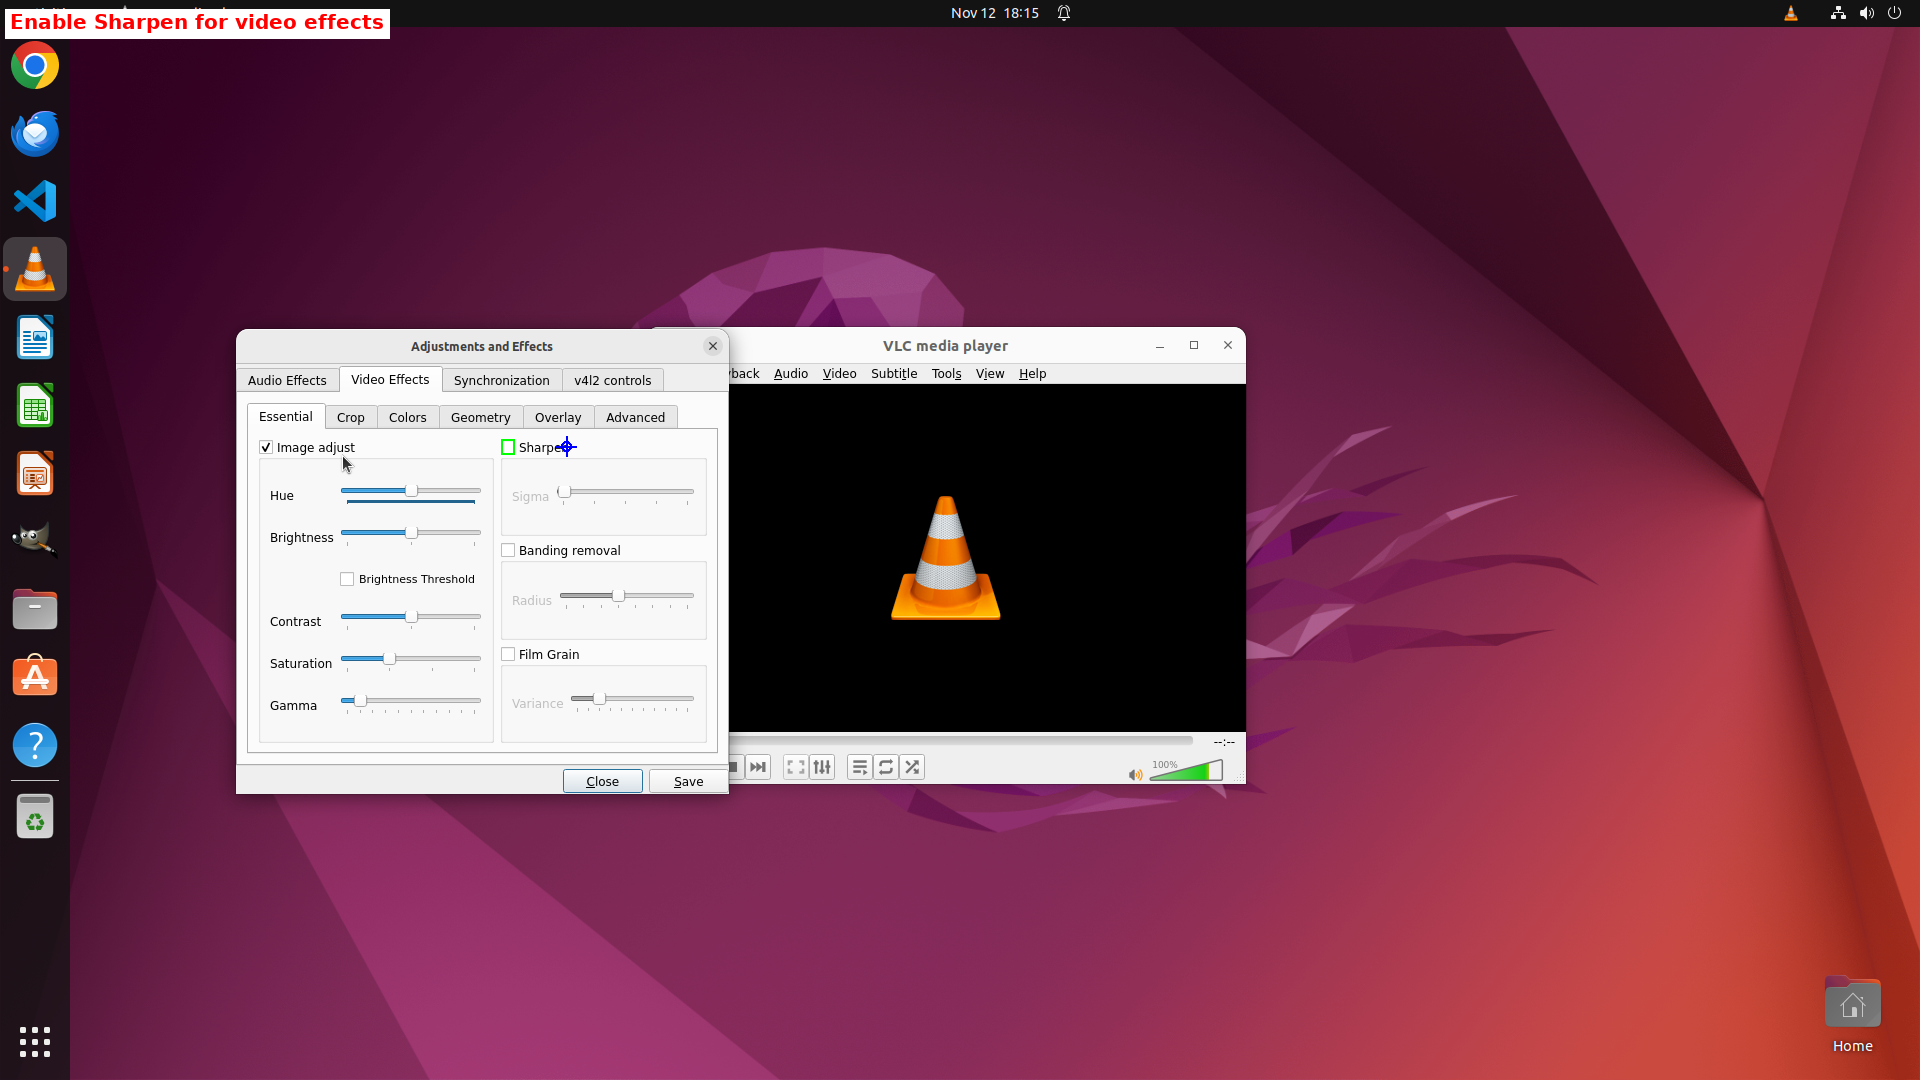 Enable Sharpen for video effects
Nov 12 18:15
Adjustments and Effects
Audio Effects
Video Effects
Synchronization
v4l2 controls
Essential
Crop
Colors
Geometry
Overlay
Advanced
Image adjust
Hue
Brightness
Brightness Threshold
Contrast
Saturation
Gamma
Sharpen
Sigma
Banding removal
Radius
Film Grain
Variance
Close
Save
VLC media player
Audio
Video
Subtitle
Tools
View
Help
--:--
100%
Home